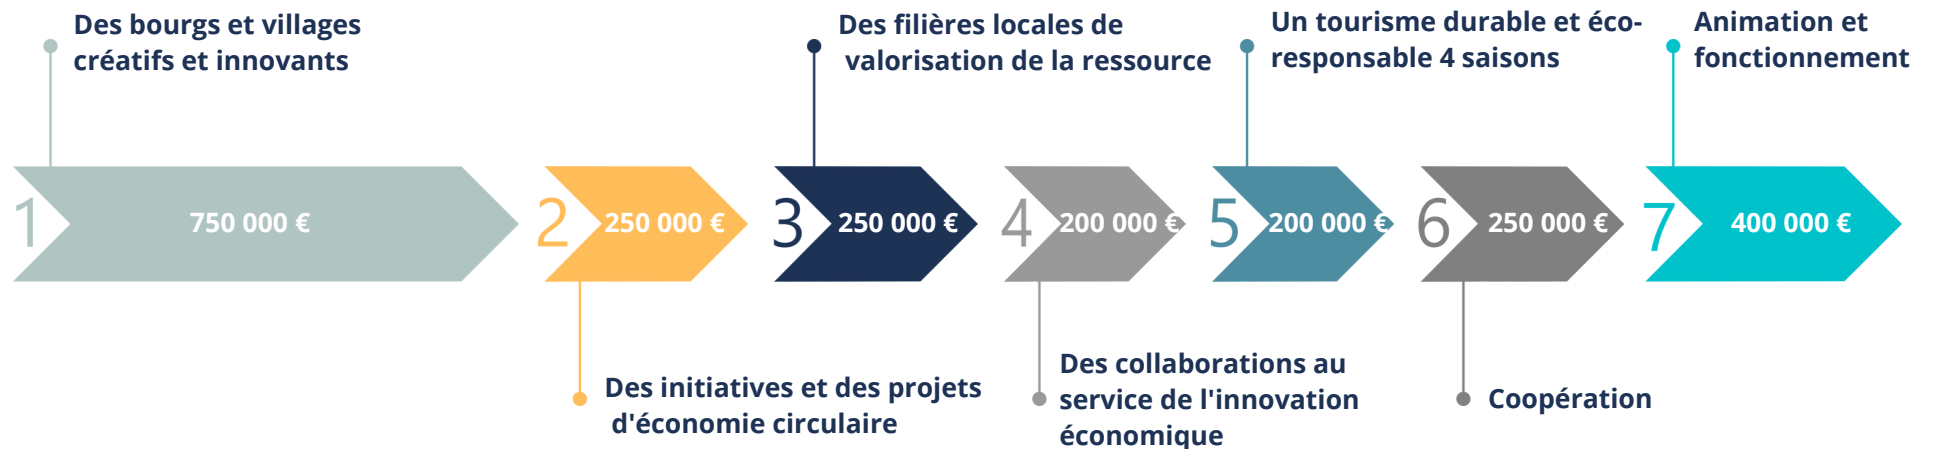 Des bourgs et villages
créatifs et innovants
Des filières locales de
valorisation de la ressource
Un tourisme durable et éco-
responsable 4 saisons
Animation et
fonctionnement
1
750 000 €
2
250 000 €
3
250 000 €
4
200 000 €
5
200 000 €
6
250 000 €
7
400 000 €
Des initiatives et des projets
d'économie circulaire
Des collaborations au
service de l'innovation
économique
Coopération